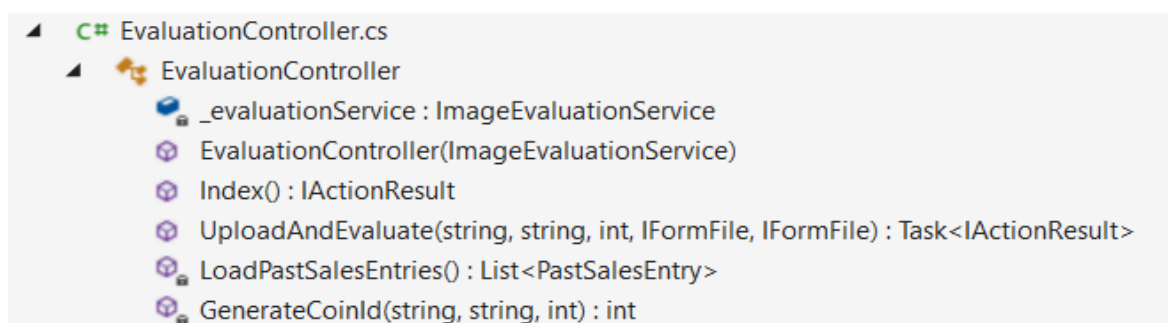 C# EvaluationController.cs
EvaluationController
_evaluationService : ImageEvaluationService
EvaluationController(ImageEvaluationService)
Index() : IActionResult
UploadAndEvaluate(string, string, int, IFormFile, IFormFile) : Task<IActionResult>
LoadPastSalesEntries() : List<PastSalesEntry>
GenerateCoinId(string, string, int) : int